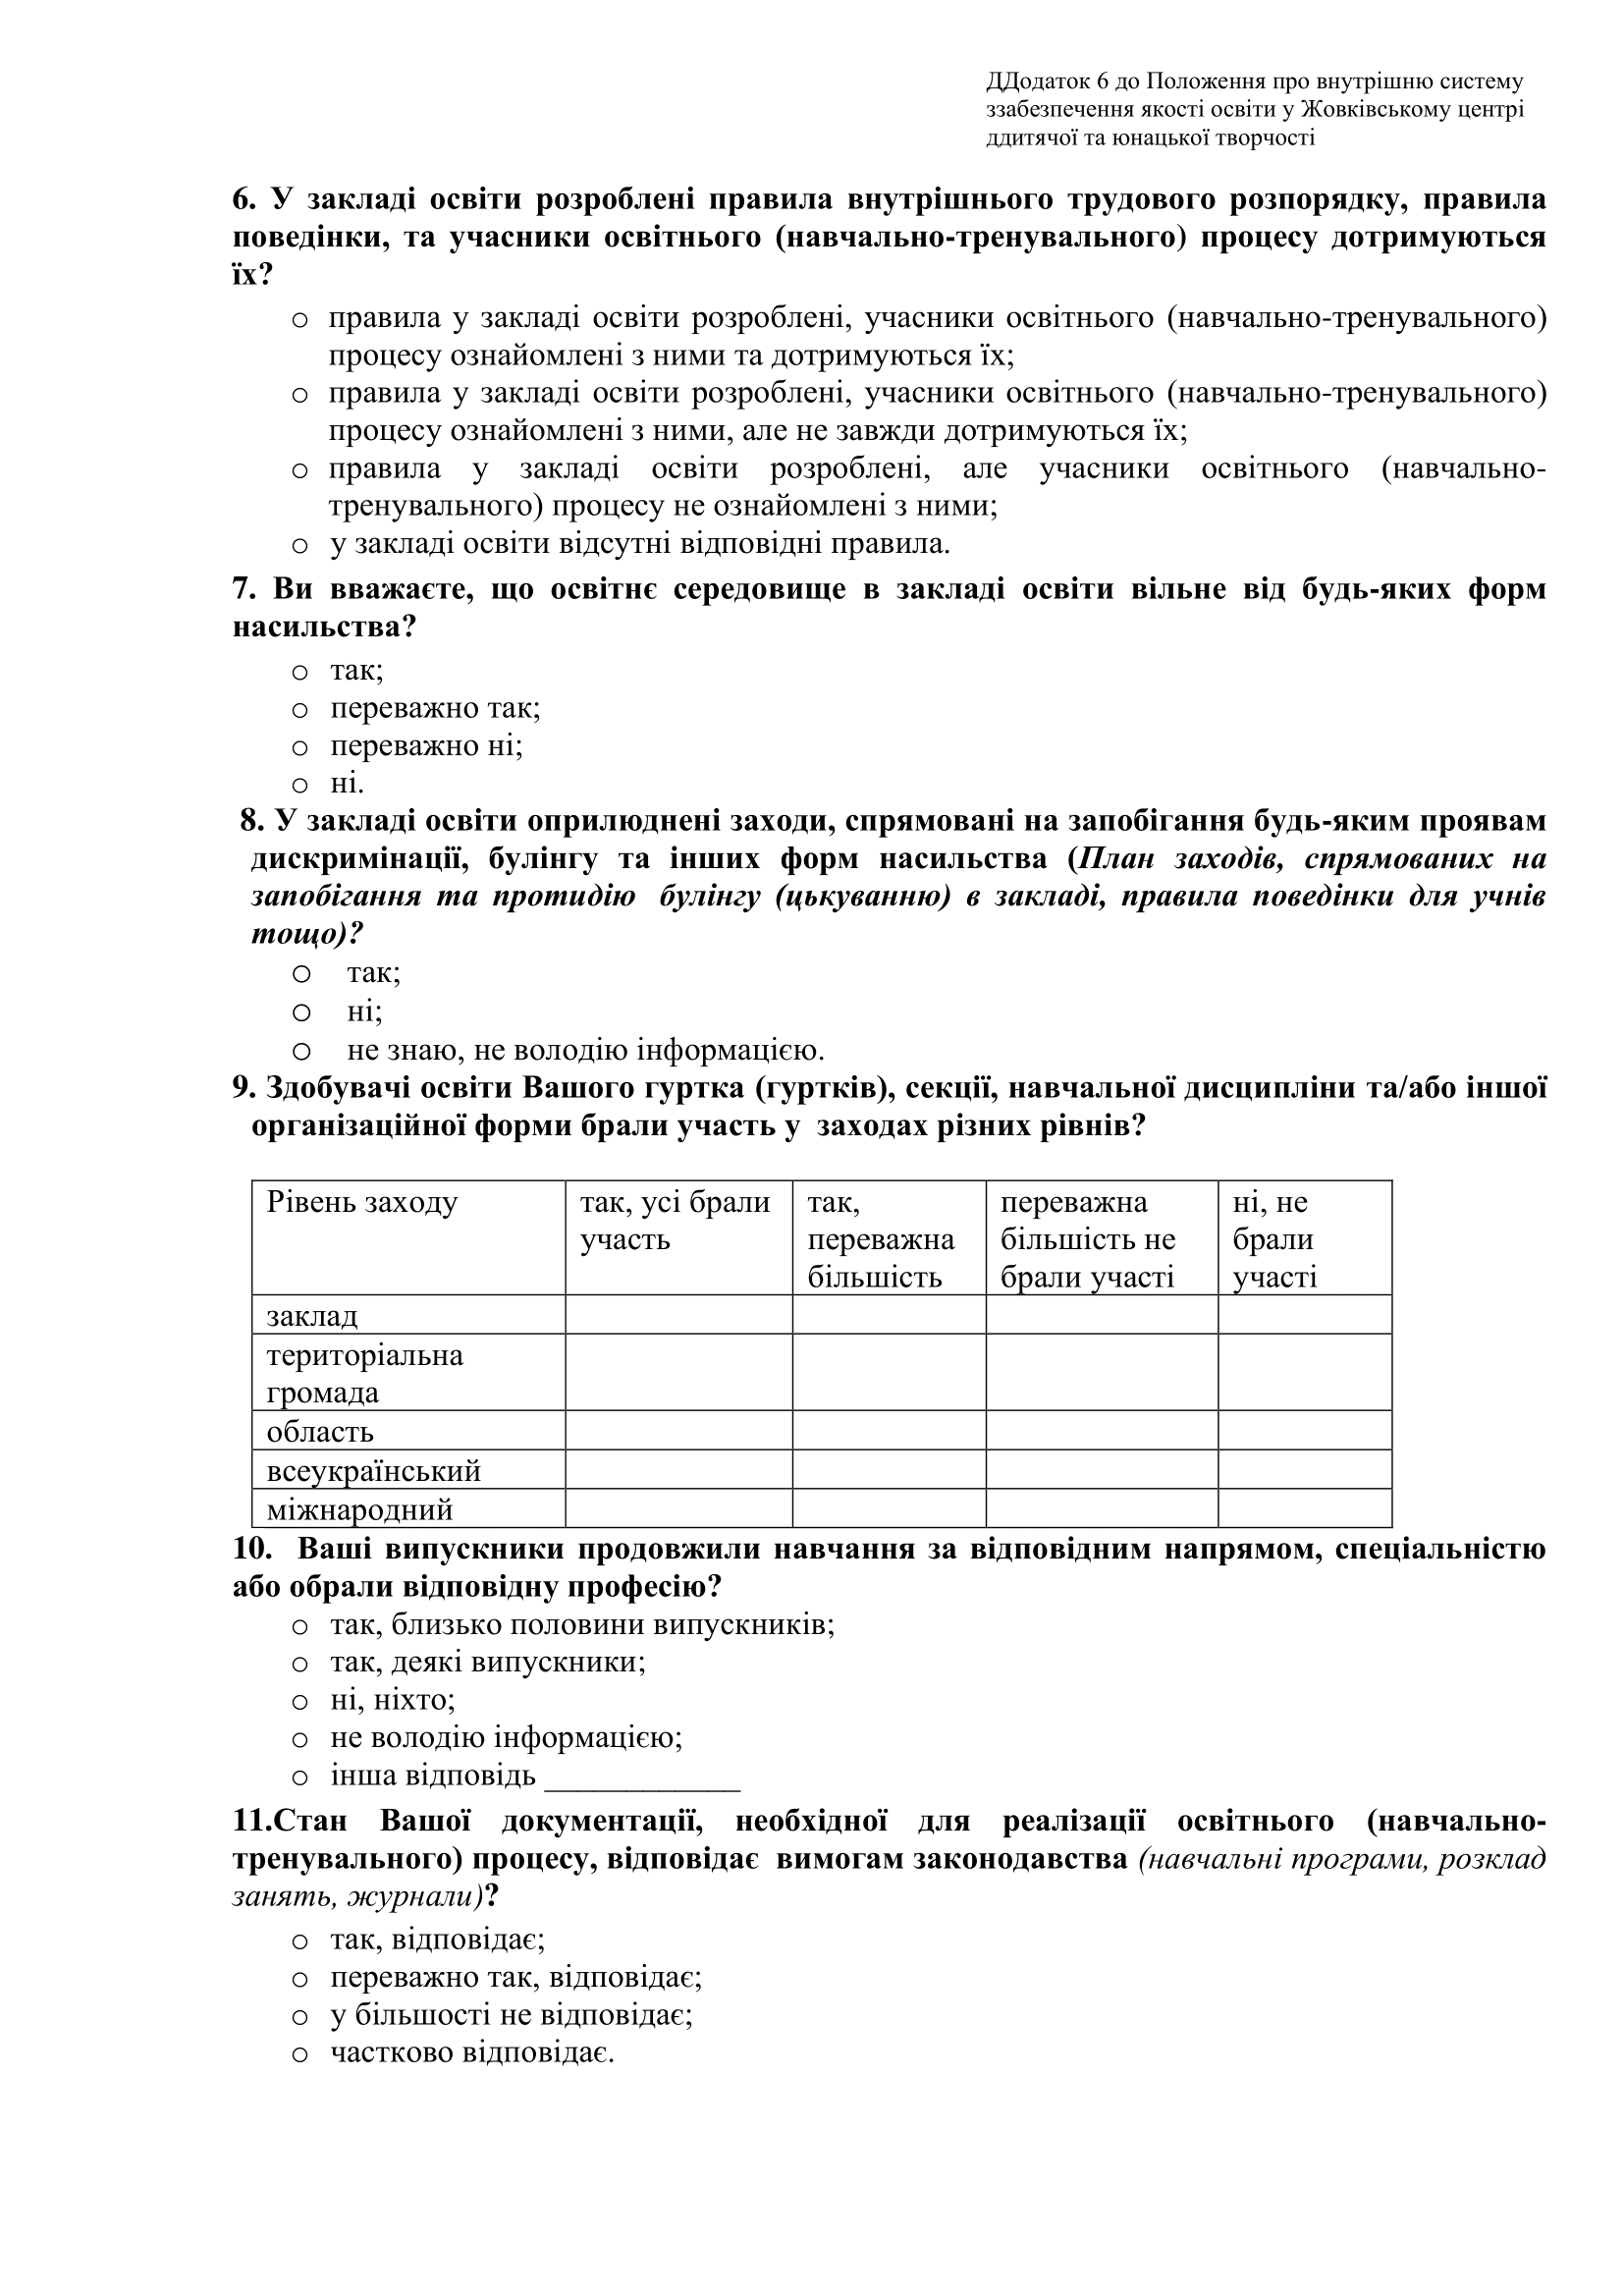 ДДодаток 6 до Положення про внутрішню систему
ззабезпечення якості освіти у Жовківському центрі
ддитячої та юнацької творчості
6. У закладі освіти розроблені правила внутрішнього трудового розпорядку, правила
поведінки, та учасники освітнього (навчально-тренувального) процесу дотримуються
їх?
o правила у закладі освіти розроблені, учасники освітнього (навчально-тренувального)
процесу ознайомлені з ними та дотримуються їх;
o правила у закладі освіти розроблені, учасники освітнього (навчально-тренувального)
процесу ознайомлені з ними, але не завжди дотримуються їх;
o правила у закладі освіти розроблені, але учасники освітнього (навчально-
тренувального) процесу не ознайомлені з ними;
o у закладі освіти відсутні відповідні правила.
7. Ви вважаєте, що освітнє середовище в закладі освіти вільне від будь-яких форм
насильства?
o так;
o переважно так;
o переважно ні;
o ні.
8. У закладі освіти оприлюднені заходи, спрямовані на запобігання будь-яким проявам
дискримінації, булінгу та інших форм насильства (План заходів, спрямованих на
запобігання та протидію булінгу (цькуванню) в закладі, правила поведінки для учнів
тощо)?
o так;
o ні;
o не знаю, не володію інформацією.
9. Здобувачі освіти Вашого гуртка (гуртків), секції, навчальної дисципліни та/або іншої
організаційної форми брали участь у заходах різних рівнів?
Рівень заходу так, усі брали так, переважна ні, не
участь переважна більшість не брали
більшість брали участі участі
заклад
територіальна
громада
область
всеукраїнський
міжнародний
10. Ваші випускники продовжили навчання за відповідним напрямом, спеціальністю
або обрали відповідну професію?
o так, близько половини випускників;
o так, деякі випускники;
o ні, ніхто;
o не володію інформацією;
o інша відповідь ____________
11.Стан Вашої документації, необхідної для реалізації освітнього (навчально-
тренувального) процесу, відповідає вимогам законодавства (навчальні програми, розклад
занять, журнали)?
o так, відповідає;
o переважно так, відповідає;
o у більшості не відповідає;
o частково відповідає.